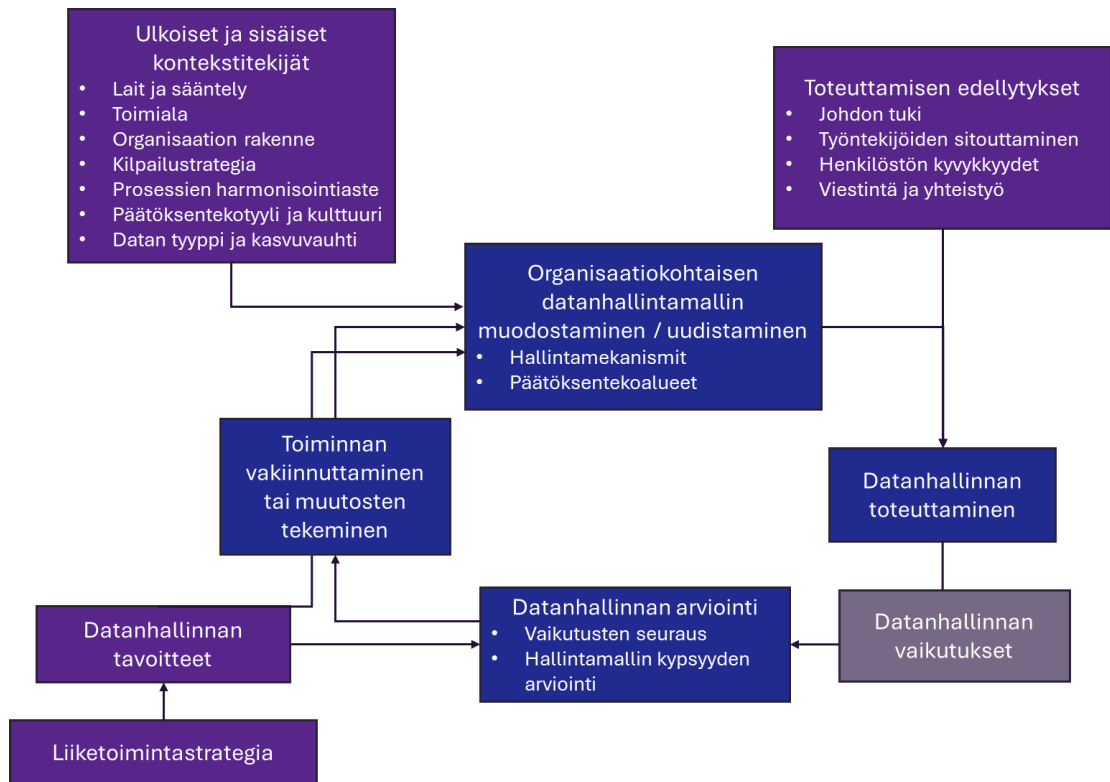 Ulkoiset ja sisäiset
kontekstitekijät
• Lait ja sääntely
• Toimiala
• Organisaation rakenne
• Kilpailustrategia
• Prosessien harmonisointiaste
• Päätöksentekotyyli ja kulttuuri
• Datan tyyppi ja kasvuvauhti
Toteuttamisen edellytykset
• Johdon tuki
• Työntekijöiden sitouttaminen
• Henkilöstön kyvykkyydet
• Viestintä ja yhteistyö
Organisaatiokohtaisen
datanhallintamallin
muodostaminen / uudistaminen
• Hallintamekanismit
• Päätöksentekoalueet
Toiminnan
vakiinnuttaminen
tai muutosten
tekeminen
Datanhallinnan
toteuttaminen
Datanhallinnan
tavoitteet
Datanhallinnan arviointi
• Vaikutusten seuraus
• Hallintamallin kypsyyden
arviointi
Datanhallinnan
vaikutukset
Liiketoimintastrategia